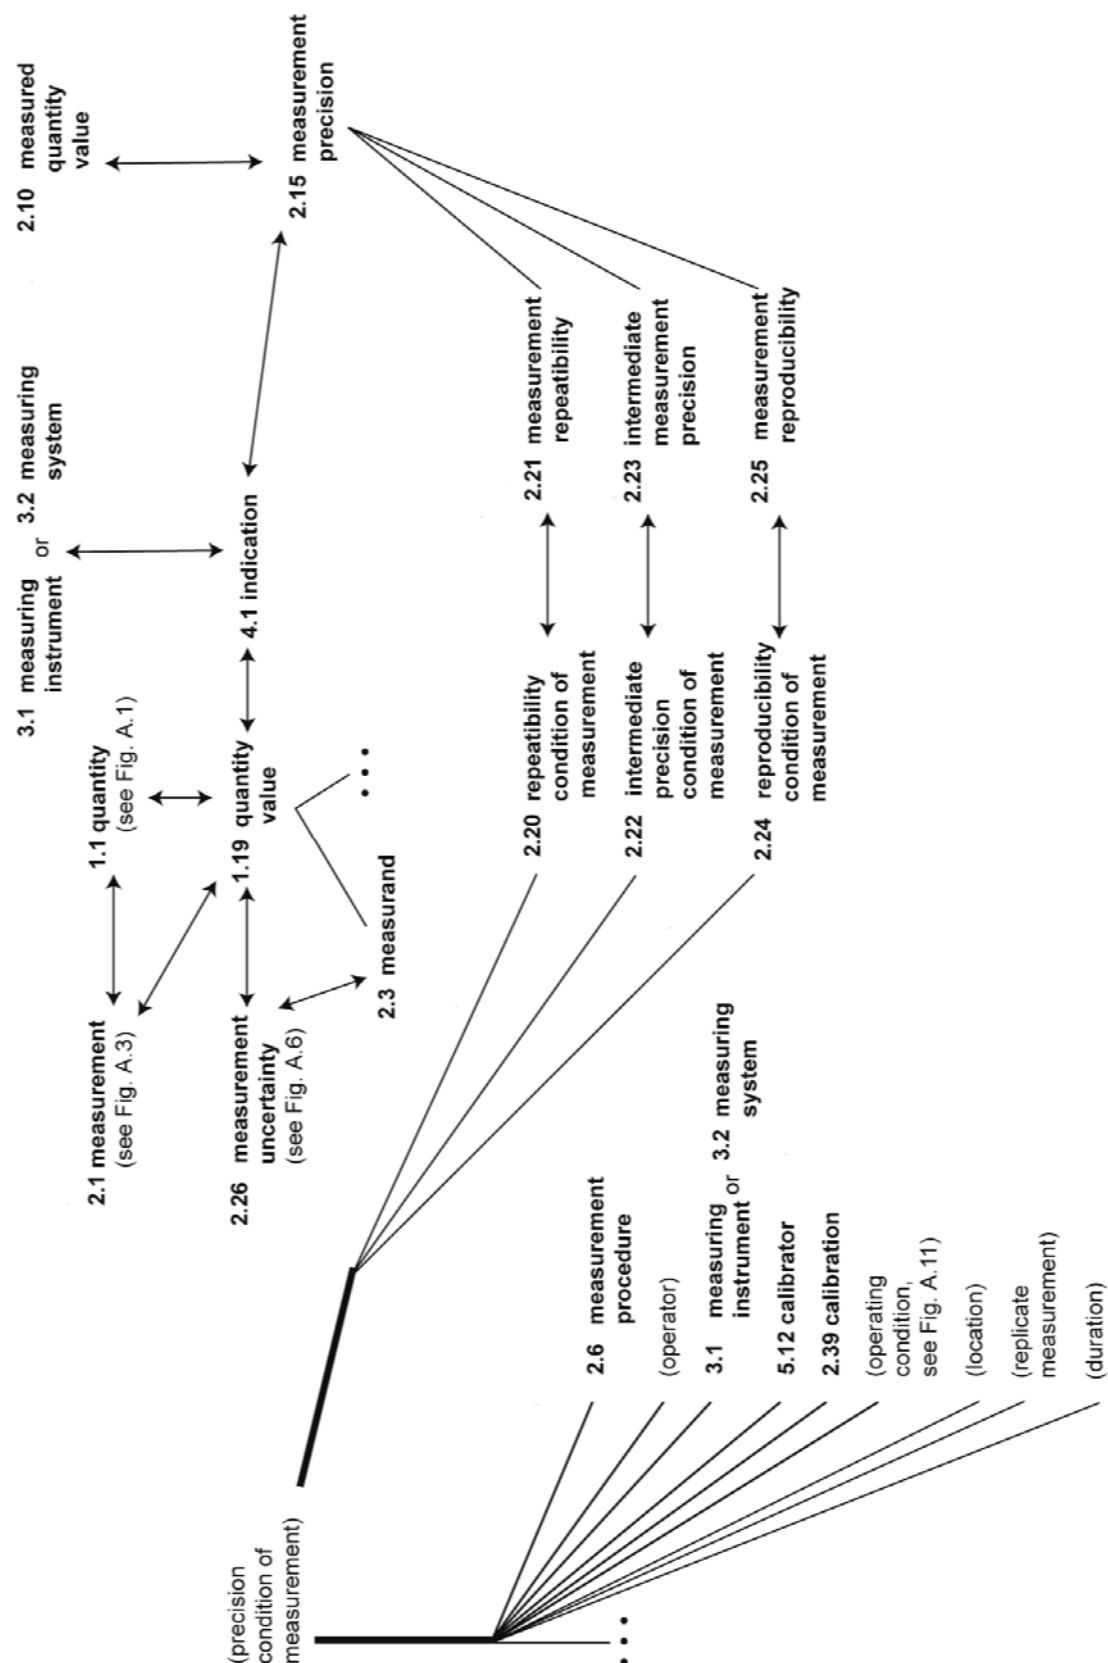 2.10 measured
quantity
value
3.1 measuring
instrument
or
3.2 measuring
system
2.15 measurement
precision
4.1 indication
1.1 quantity
(see Fig. A.1)
1.19 quantity
value
2.1 measurement
(see Fig. A.3)
2.26 measurement
uncertainty
(see Fig. A.6)
2.3 measurand
...
2.21 measurement
repeatibility
2.23 intermediate
measurement
precision
2.25 measurement
reproducibility
2.20 repeatibility
condition of
measurement
2.22 intermediate
precision
condition of
measurement
2.24 reproducibility
condition of
measurement
(precision
condition of
measurement)
2.6 measurement
procedure
(operator)
3.1 measuring
instrument
or
3.2 measuring
system
5.12 calibrator
2.39 calibration
(operating
condition,
see Fig. A.11)
(location)
(replicate
measurement)
(duration)
...